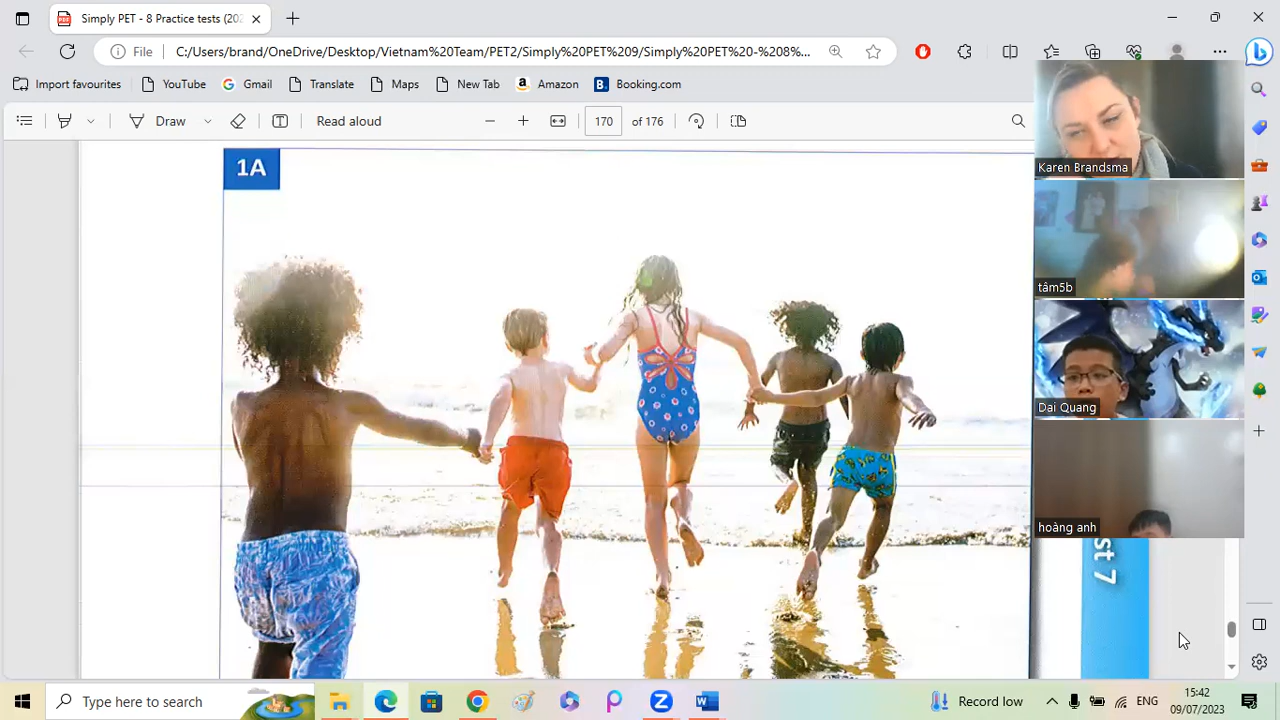 Simply PET - 8 Practice tests (202
File
C:/Users/brand/OneDrive/Desktop/Vietnam%20Team/PET2/Simply%20PET%209/Simply%20PET%20-%208%...
Import favourites
YouTube
Gmail
Translate
Maps
New Tab
Amazon
Booking.com
Draw
Read aloud
170
of 176
1A
Karen Brandsma
tâm5b
Dai Quang
hoàng anh
st 7
Type here to search
Record low
ENG
15:42
09/07/2023